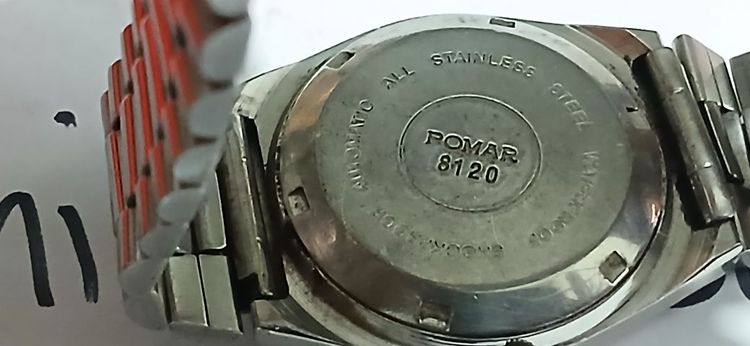 AUTOMATIC ALL STAINLESS STEEL WATERPROOF SHOCKPROOF
POMAR
8120